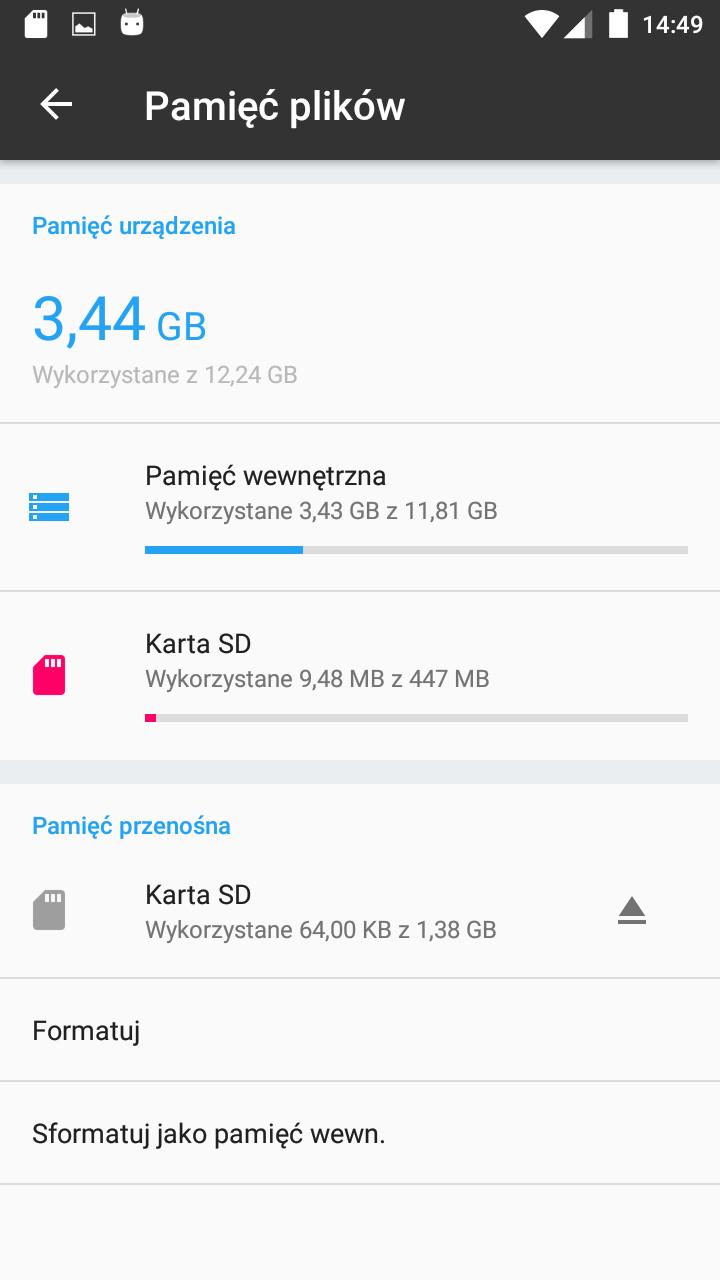 14:49
Pamięć plików
Pamięć urządzenia
3,44 GB
Wykorzystane z 12,24 GB
Pamięć wewnętrzna
Wykorzystane 3,43 GB z 11,81 GB
Karta SD
Wykorzystane 9,48 MB z 447 MB
Pamięć przenośna
Karta SD
Wykorzystane 64,00 KB z 1,38 GB
Formatuj
Sformatuj jako pamięć wewn.